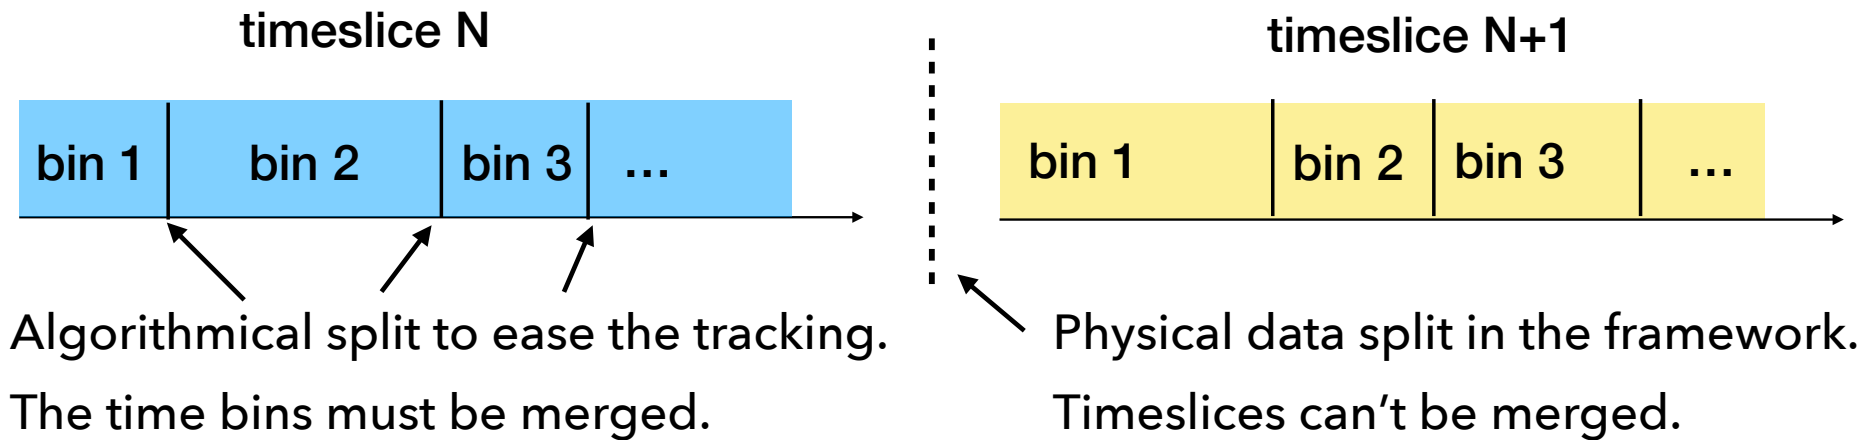 timeslice N
timeslice N+1
bin 1 bin 2 bin 3 ...
bin 1 bin 2 bin 3 ...
Algorithmical split to ease the tracking.
The time bins must be merged.
Physical data split in the framework.
Timeslices can’t be merged.